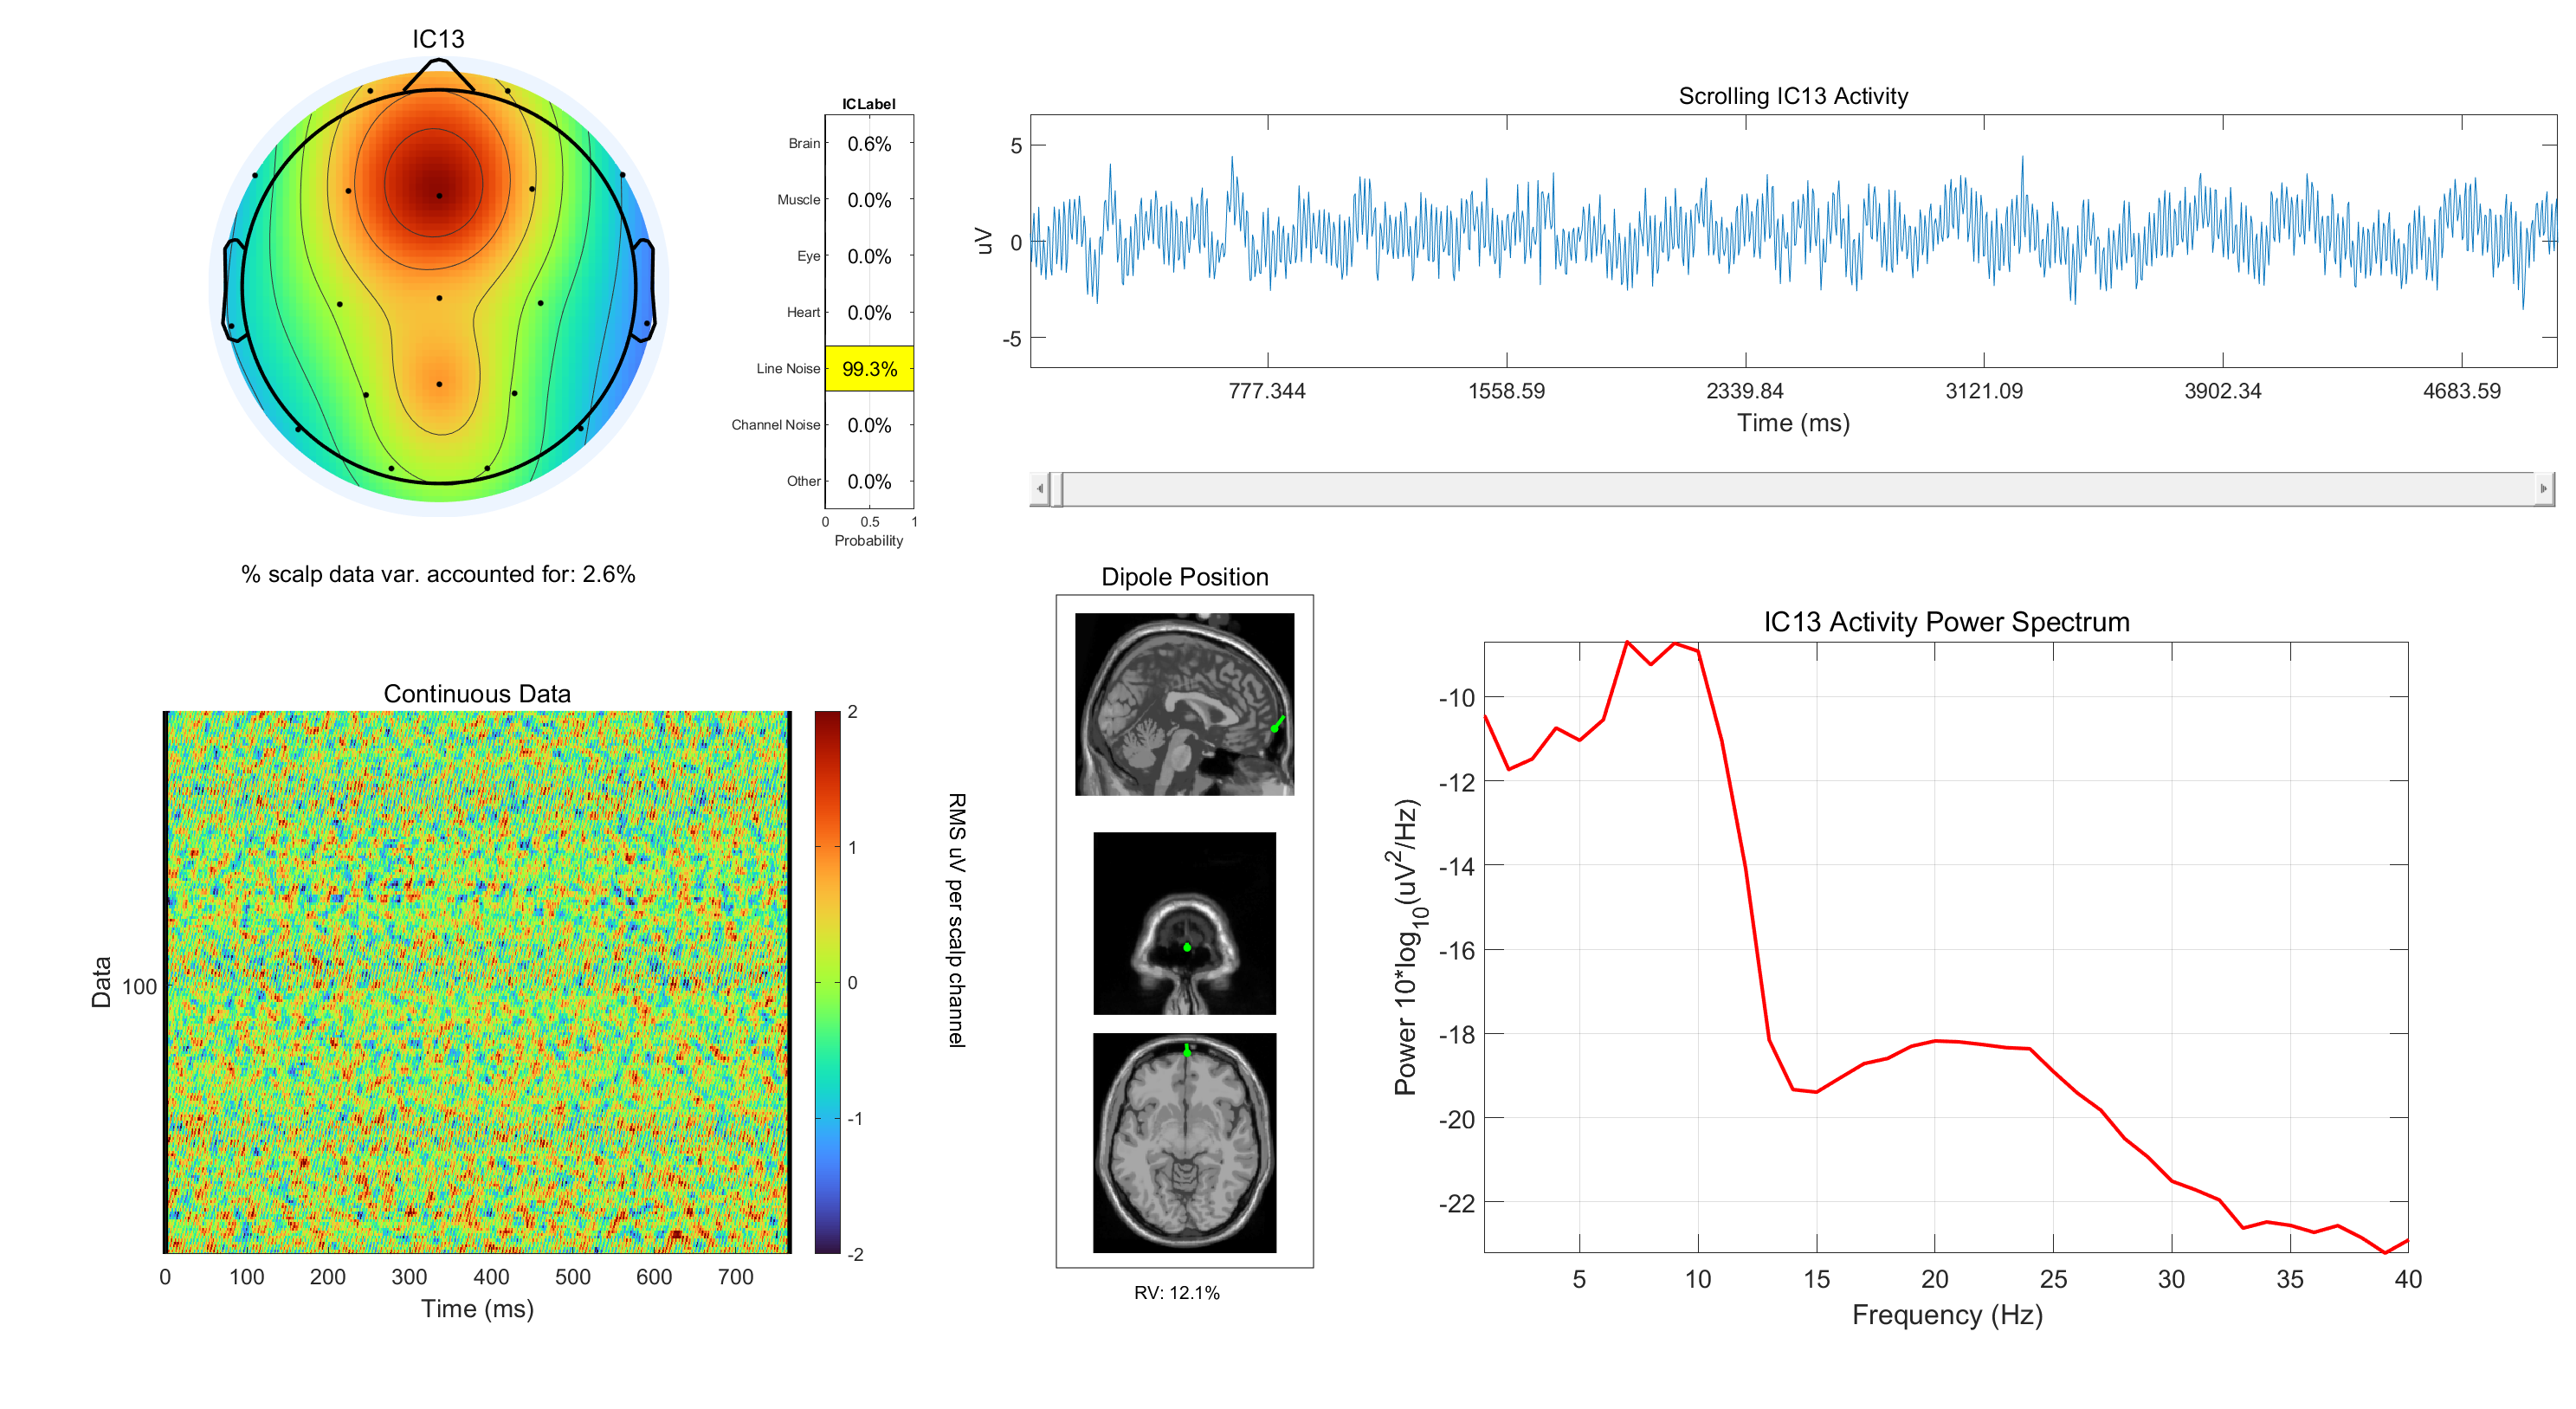 IC13
ICLabel
Brain 0.6%
Muscle 0.0%
Eye 0.0%
Heart 0.0%
Line Noise 99.3%
Channel Noise 0.0%
Other 0.0%
0 0.5 1
Probability
% scalp data var. accounted for: 2.6%
Scrolling IC13 Activity
uV
5
0
-5
777.344 1558.59 2339.84 3121.09 3902.34 4683.59
Time (ms)
Continuous Data
Data
100
0 100 200 300 400 500 600 700
Time (ms)
2
1
0
-1
-2
RMS uV per scalp channel
Dipole Position
RV: 12.1%
IC13 Activity Power Spectrum
Power 10*log10(uV2/Hz)
-10
-12
-14
-16
-18
-20
-22
5 10 15 20 25 30 35 40
Frequency (Hz)